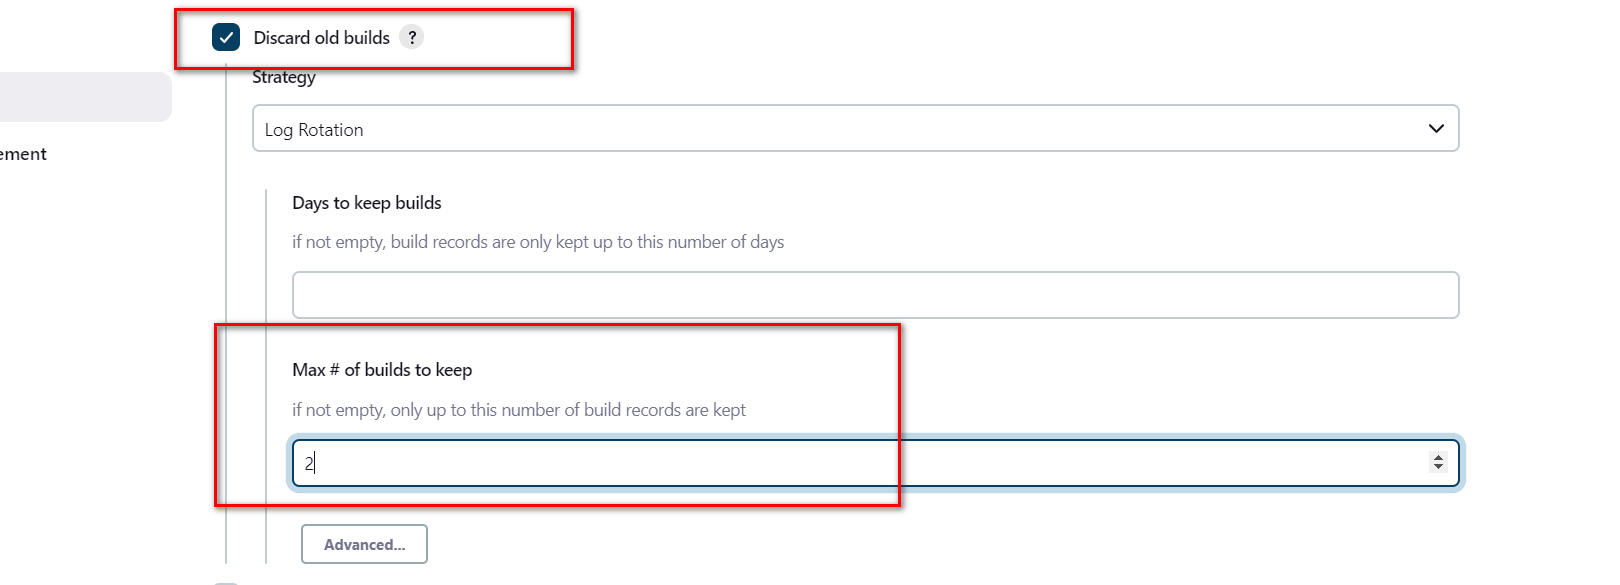 Discard old builds ?
Strategy
Log Rotation
ement
Days to keep builds
if not empty, build records are only kept up to this number of days
Max # of builds to keep
if not empty, only up to this number of build records are kept
2
Advanced...